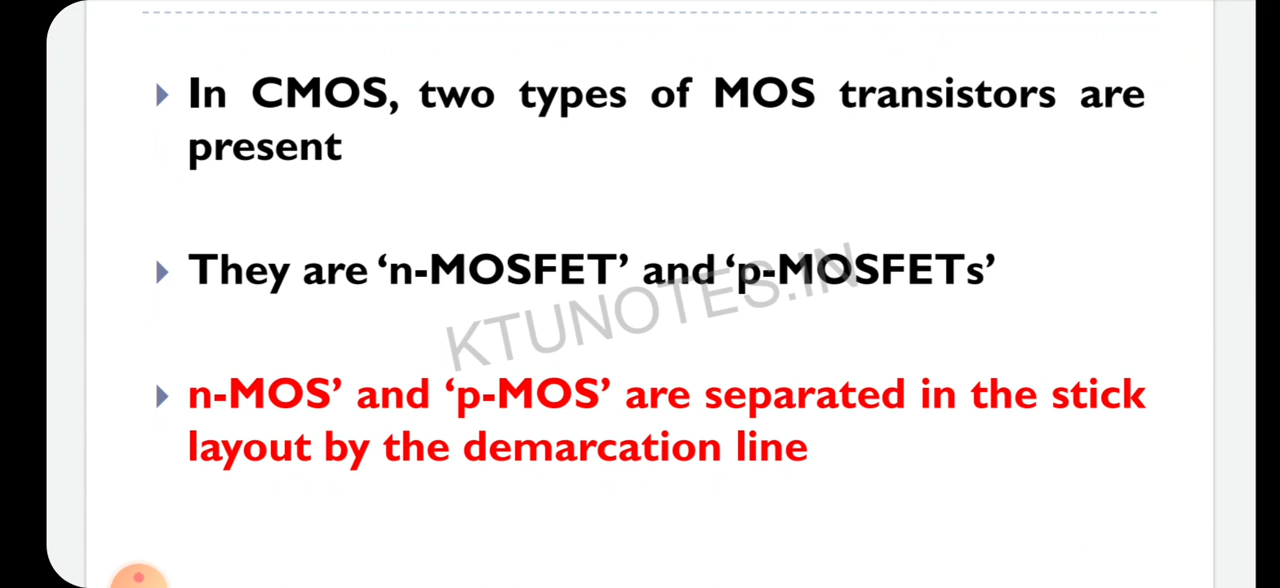 In CMOS, two types of MOS transistors are
present
They are ‘n-MOSFET’ and ‘p-MOSFETs’
KTUNOTES.IN
n-MOS’ and ‘p-MOS’ are separated in the stick
layout by the demarcation line